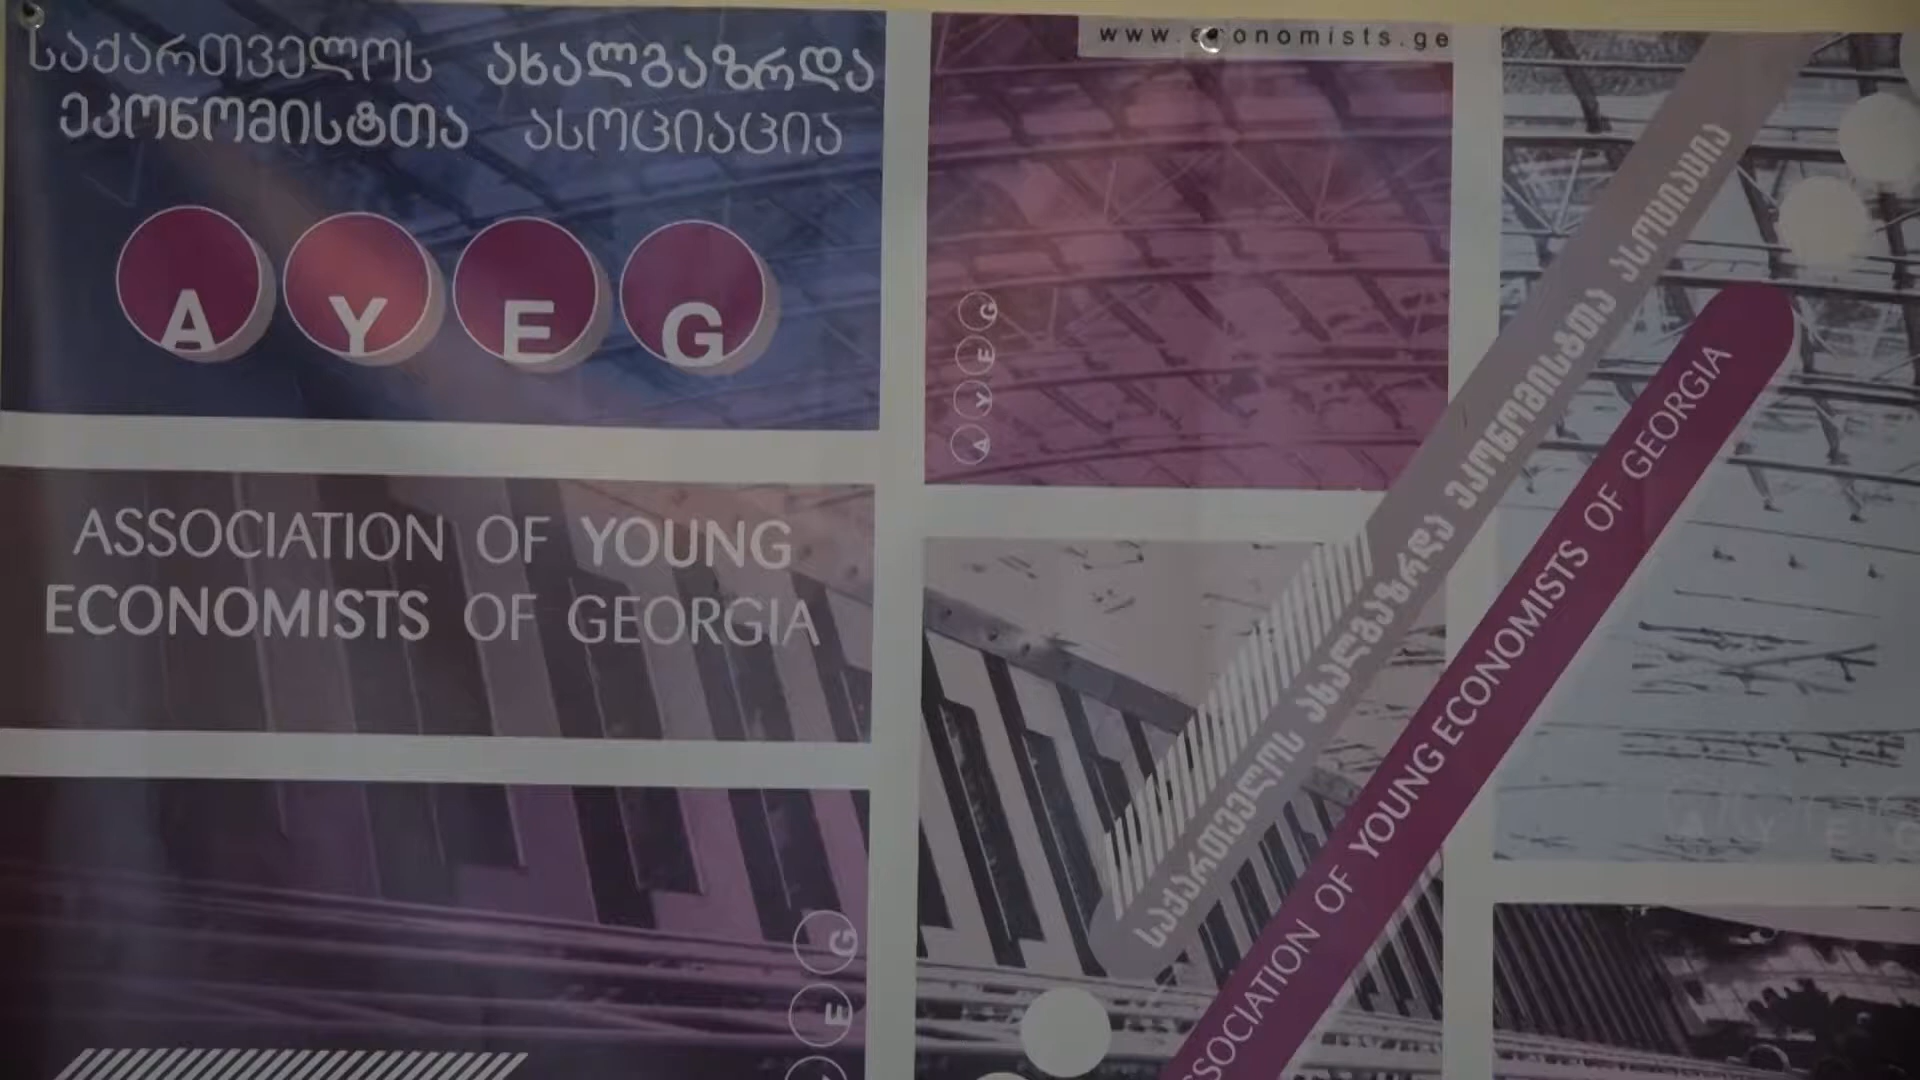 საქართველოს ახალგაზრდა
ეკონომისტთა ასოციაცია
A Y E G
ASSOCIATION OF YOUNG
ECONOMISTS OF GEORGIA
www.economists.ge
A Y E G
საქართველოს ახალგაზრდა ეკონომისტთა ასოციაცია
ASSOCIATION OF YOUNG ECONOMISTS OF GEORGIA
A Y E G
E G